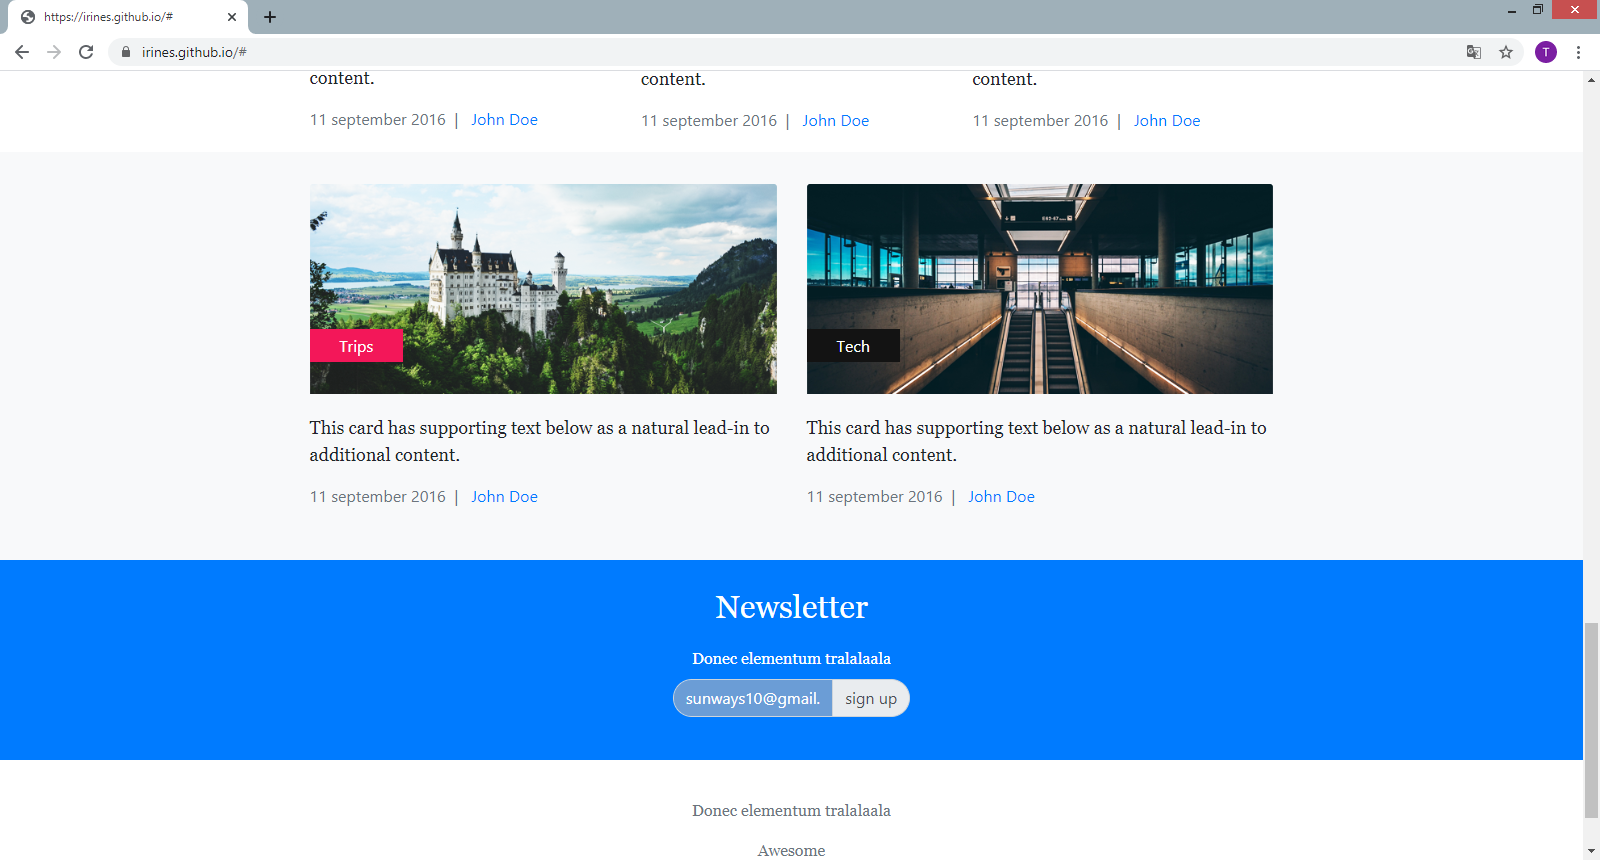 https://irines.github.io/#
irines.github.io/#
T
content.
content.
content.
11 september 2016 | John Doe
11 september 2016 | John Doe
11 september 2016 | John Doe
Trips
Tech
This card has supporting text below as a natural lead-in to
additional content.
This card has supporting text below as a natural lead-in to
additional content.
11 september 2016 | John Doe
11 september 2016 | John Doe
Newsletter
Donec elementum tralalaala
sunways10@gmail.
sign up
Donec elementum tralalaala
Awesome